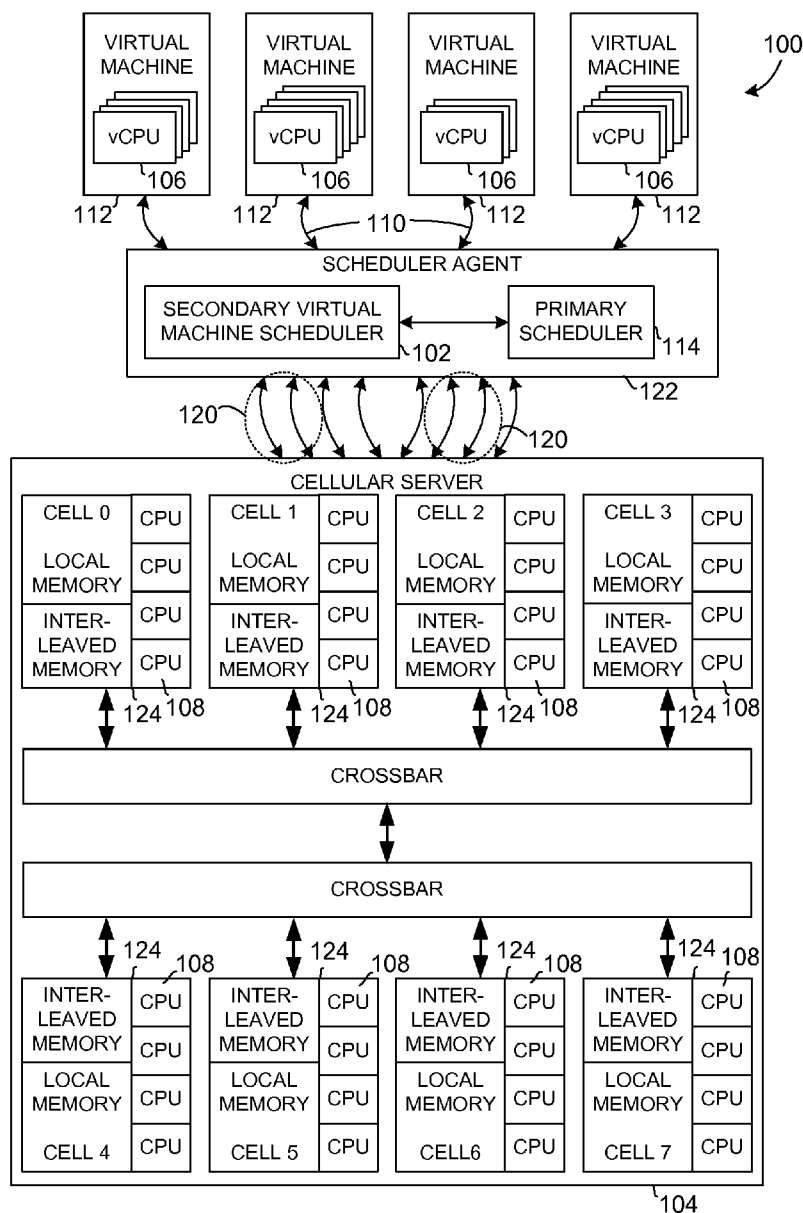 VIRTUAL
MACHINE
vCPU
106
112
VIRTUAL
MACHINE
vCPU
106
112
VIRTUAL
MACHINE
vCPU
106
112
VIRTUAL
MACHINE
vCPU
106
112
100
110
SCHEDULER AGENT
SECONDARY VIRTUAL
MACHINE SCHEDULER
102
PRIMARY
SCHEDULER
114
122
120
120
CELLULAR SERVER
CELL 0
LOCAL
MEMORY
INTER-
LEAVED
MEMORY
CPU
CPU
CPU
CPU
124
108
CELL 1
LOCAL
MEMORY
INTER-
LEAVED
MEMORY
CPU
CPU
CPU
CPU
124
108
CELL 2
LOCAL
MEMORY
INTER-
LEAVED
MEMORY
CPU
CPU
CPU
CPU
124
108
CELL 3
LOCAL
MEMORY
INTER-
LEAVED
MEMORY
CPU
CPU
CPU
CPU
124
108
CROSSBAR
CROSSBAR
124
108
INTER-
LEAVED
MEMORY
LOCAL
MEMORY
CELL 4
CPU
CPU
CPU
CPU
124
108
INTER-
LEAVED
MEMORY
LOCAL
MEMORY
CELL 5
CPU
CPU
CPU
CPU
124
108
INTER-
LEAVED
MEMORY
LOCAL
MEMORY
CELL6
CPU
CPU
CPU
CPU
124
108
INTER-
LEAVED
MEMORY
LOCAL
MEMORY
CELL 7
CPU
CPU
CPU
CPU
104